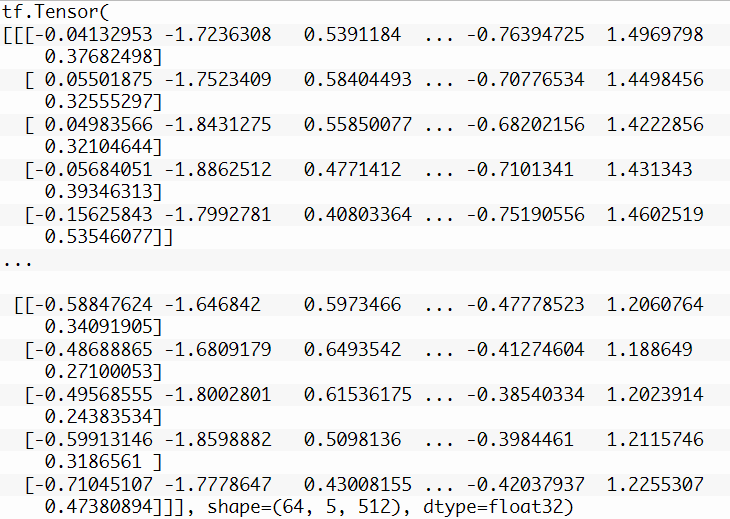 tf.Tensor(
[[[-0.04132953 -1.7236308   0.5391184  ... -0.76394725  1.4969798
    0.37682498]
  [ 0.05501875 -1.7523409   0.58404493 ... -0.70776534  1.4498456
    0.32555297]
  [ 0.04983566 -1.8431275   0.55850077 ... -0.68202156  1.4222856
    0.32104644]
  [-0.05684051 -1.8862512   0.4771412  ... -0.7101341   1.431343
    0.39346313]
  [-0.15625843 -1.7992781   0.40803364 ... -0.75190556  1.4602519
    0.53546077]]
...
 [[-0.58847624 -1.646842    0.5973466  ... -0.47778523  1.2060764
    0.34091905]
  [-0.48688865 -1.6809179   0.6493542  ... -0.41274604  1.188649
    0.27100053]
  [-0.49568555 -1.8002801   0.61536175 ... -0.38540334  1.2023914
    0.24383534]
  [-0.59913146 -1.8598882   0.5098136  ... -0.3984461   1.2115746
    0.3186561 ]
  [-0.71045107 -1.7778647   0.43008155 ... -0.42037937  1.2255307
    0.47380894]]], shape=(64, 5, 512), dtype=float32)